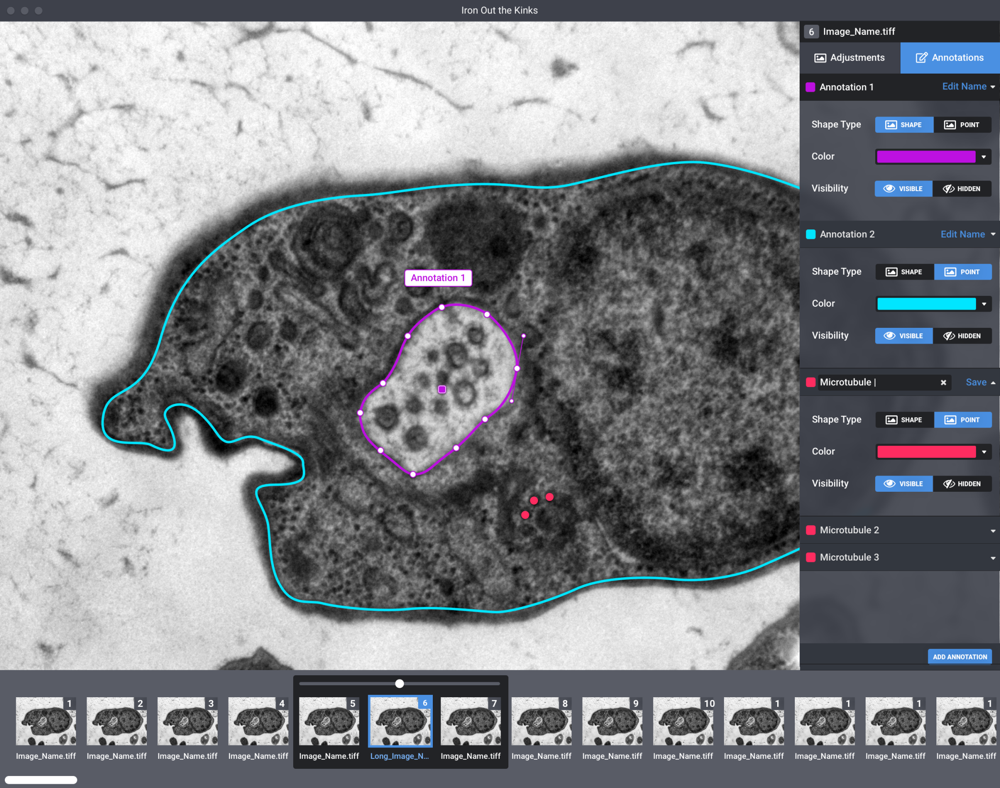 Iron Out the Kinks
6 Image_Name.tiff
Adjustments Annotations
Annotation 1 Edit Name
Shape Type SHAPE POINT
Color
Visibility VISIBLE HIDDEN
Annotation 2 Edit Name
Shape Type SHAPE POINT
Color
Visibility VISIBLE HIDDEN
Microtubule | Save
Shape Type SHAPE POINT
Color
Visibility VISIBLE HIDDEN
Microtubule 2
Microtubule 3
ADD ANNOTATION
Annotation 1
1 2 3 4 5 6 7 8 9 10 1 1 1 1
Image_Name.tiff Image_Name.tiff Image_Name.tiff Image_Name.tiff Image_Name.tiff Long_Image_N... Image_Name.tiff Image_Name.tiff Image_Name.tiff Image_Name.tiff Image_Name.tiff Image_Name.tiff Image_Name.tiff Image_Name.tiff